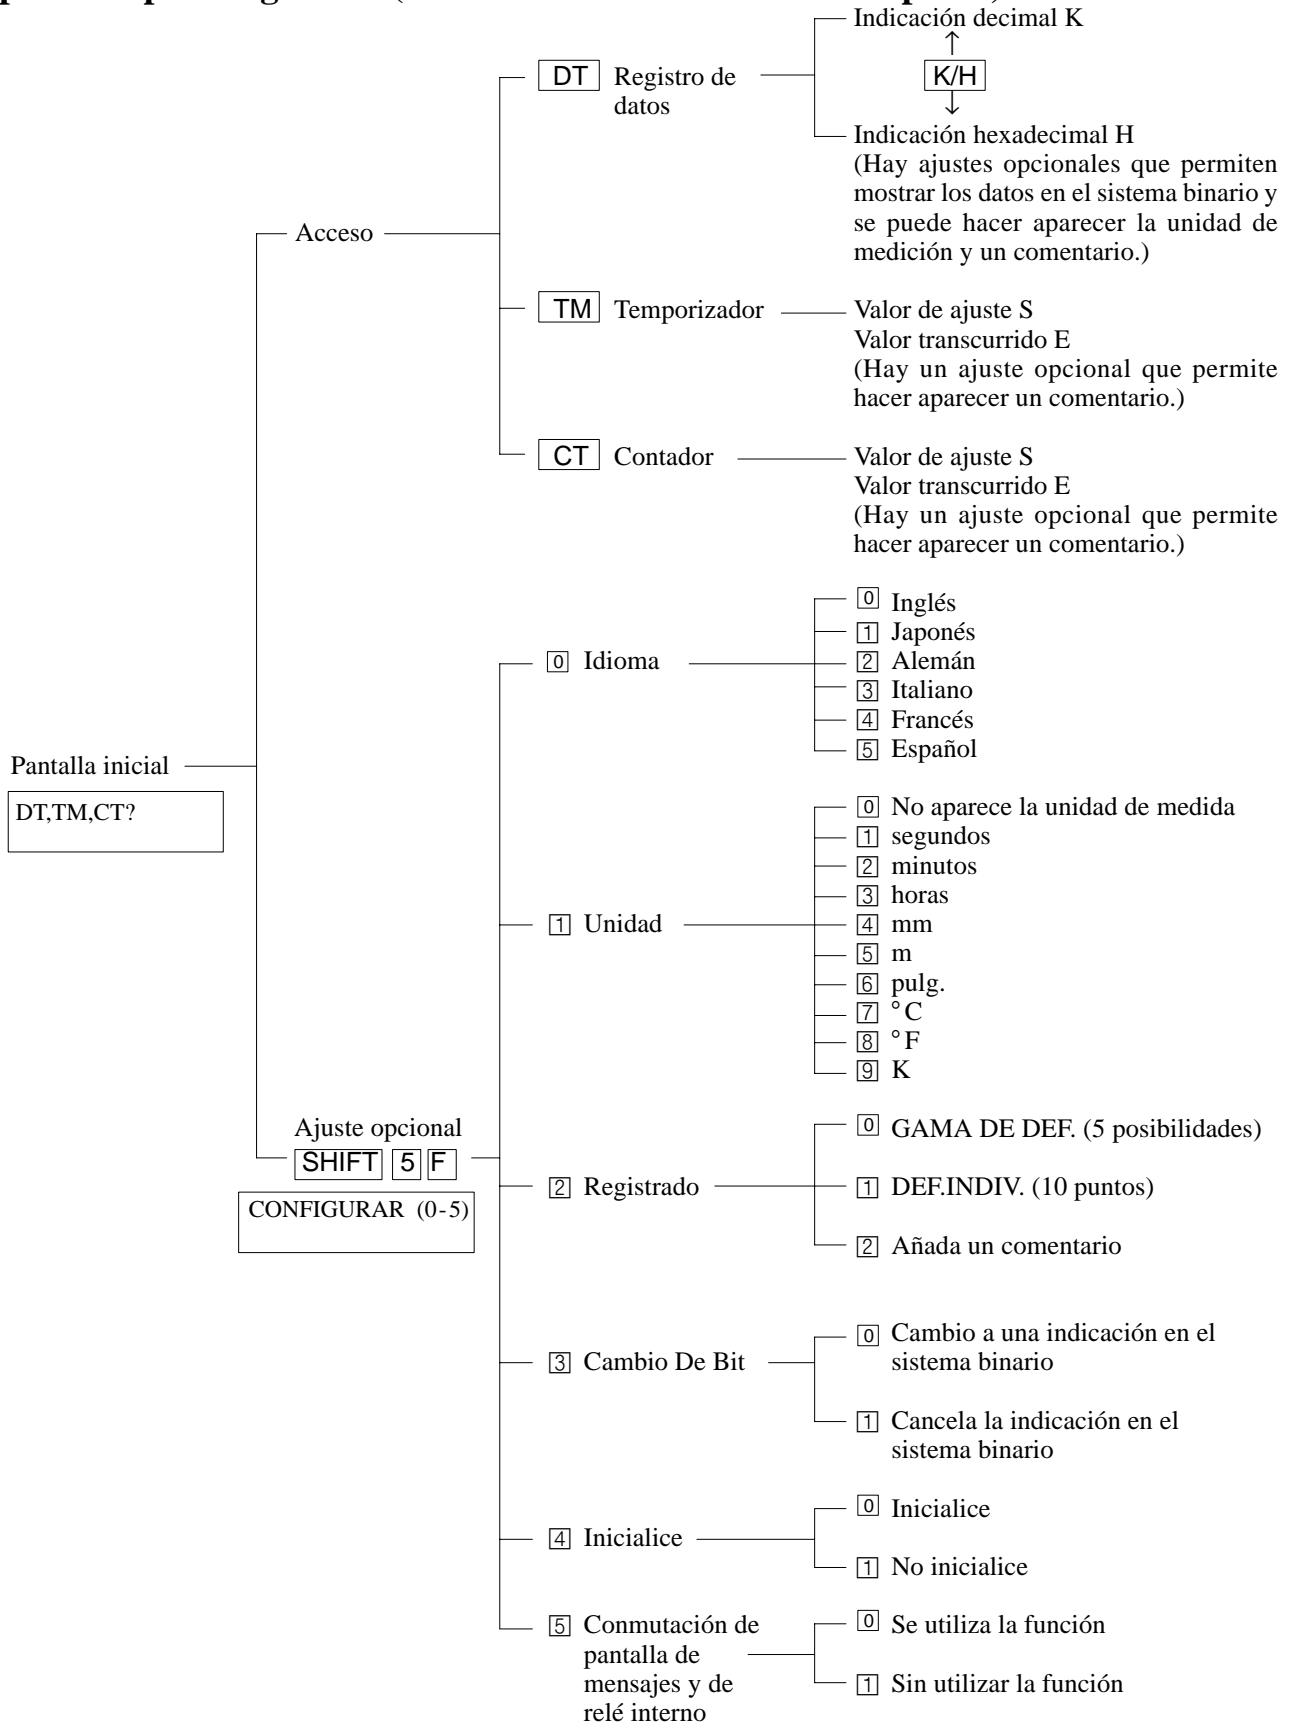 Indicación decimal K
DT Registro de
datos
K/H
Indicación hexadecimal H
(Hay ajustes opcionales que permiten
mostrar los datos en el sistema binario y
se puede hacer aparecer la unidad de
medición y un comentario.)
Acceso
TM Temporizador
Valor de ajuste S
Valor transcurrido E
(Hay un ajuste opcional que permite
hacer aparecer un comentario.)
CT Contador
Valor de ajuste S
Valor transcurrido E
(Hay un ajuste opcional que permite
hacer aparecer un comentario.)
Pantalla inicial
DT,TM,CT?
Ajuste opcional
SHIFT 5 F
CONFIGURAR (0-5)
0 Idioma
0 Inglés
1 Japonés
2 Alemán
3 Italiano
4 Francés
5 Español
1 Unidad
0 No aparece la unidad de medida
1 segundos
2 minutos
3 horas
4 mm
5 m
6 pulg.
7 °C
8 °F
9 K
2 Registrado
0 GAMA DE DEF. (5 posibilidades)
1 DEF.INDIV. (10 puntos)
2 Añada un comentario
3 Cambio De Bit
0 Cambio a una indicación en el
sistema binario
1 Cancela la indicación en el
sistema binario
4 Inicialice
0 Inicialice
1 No inicialice
5 Conmutación de
pantalla de
mensajes y de
relé interno
0 Se utiliza la función
1 Sin utilizar la función